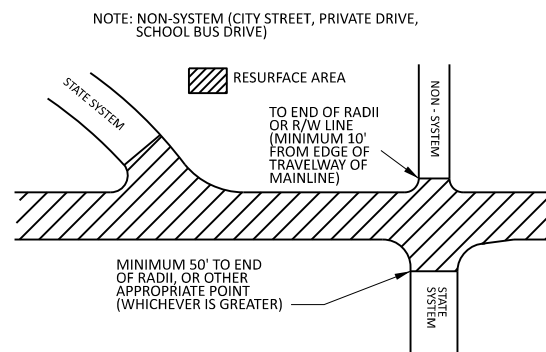 NOTE: NON-SYSTEM (CITY STREET, PRIVATE DRIVE,
SCHOOL BUS DRIVE)
STATE SYSTEM
RESURFACE AREA
TO END OF RADII
OR R/W LINE
(MINIMUM 10'
FROM EDGE OF
TRAVELWAY OF
MAINLINE)
NON - SYSTEM
MINIMUM 50' TO END
OF RADII, OR OTHER
APPROPRIATE POINT
(WHICHEVER IS GREATER)
STATE
SYSTEM